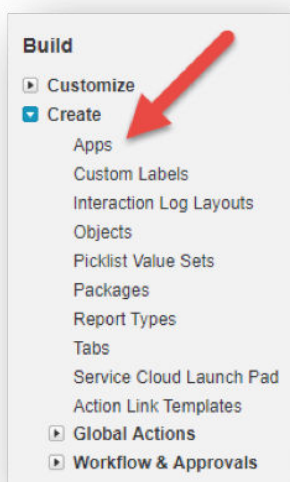 Build
Customize
Create
Apps
Custom Labels
Interaction Log Layouts
Objects
Picklist Value Sets
Packages
Report Types
Tabs
Service Cloud Launch Pad
Action Link Templates
Global Actions
Workflow & Approvals